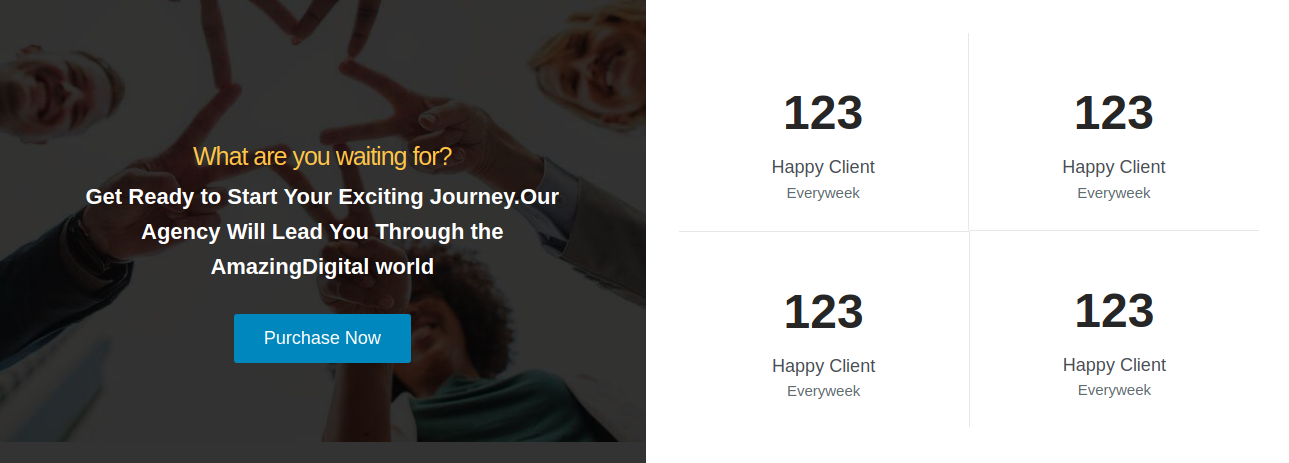 What are you waiting for?
Get Ready to Start Your Exciting Journey.Our
Agency Will Lead You Through the
AmazingDigital world
Purchase Now
123
Happy Client
Everyweek
123
Happy Client
Everyweek
123
Happy Client
Everyweek
123
Happy Client
Everyweek